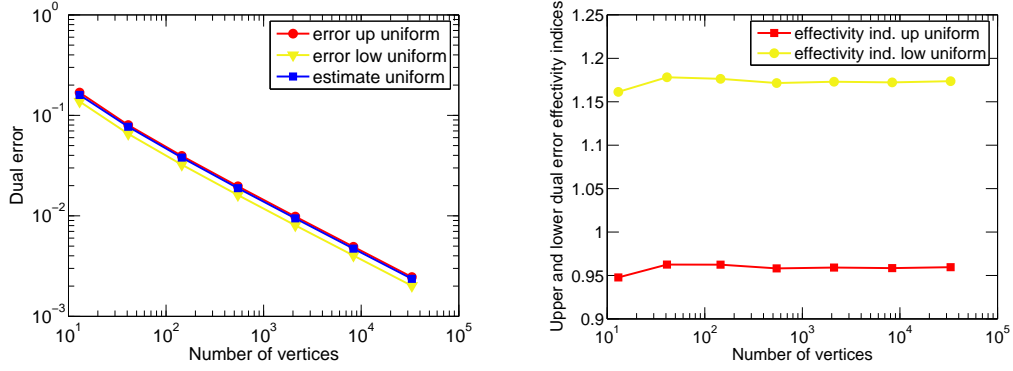 10^0
10^-1
10^-2
10^-3
Dual error
error up uniform
error low uniform
estimate uniform
10^1
10^2
10^3
10^4
10^5
Number of vertices
1.25
1.2
1.15
1.1
1.05
1
0.95
0.9
Upper and lower dual error effectivity indices
effectivity ind. up uniform
effectivity ind. low uniform
10^1
10^2
10^3
10^4
10^5
Number of vertices